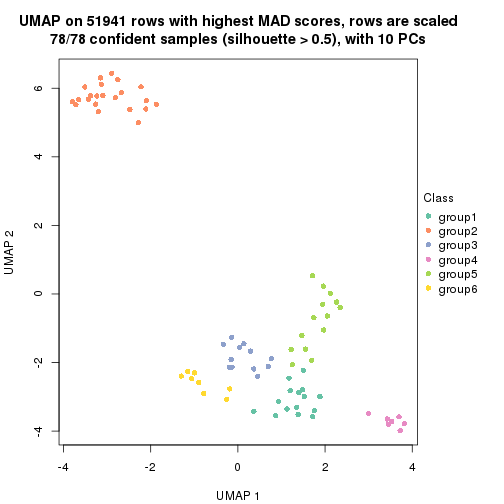 UMAP on 51941 rows with highest MAD scores, rows are scaled
78/78 confident samples (silhouette > 0.5), with 10 PCs
6
4
2
0
-2
-4
UMAP 2
-4
-2
0
2
4
UMAP 1
Class
group1
group2
group3
group4
group5
group6